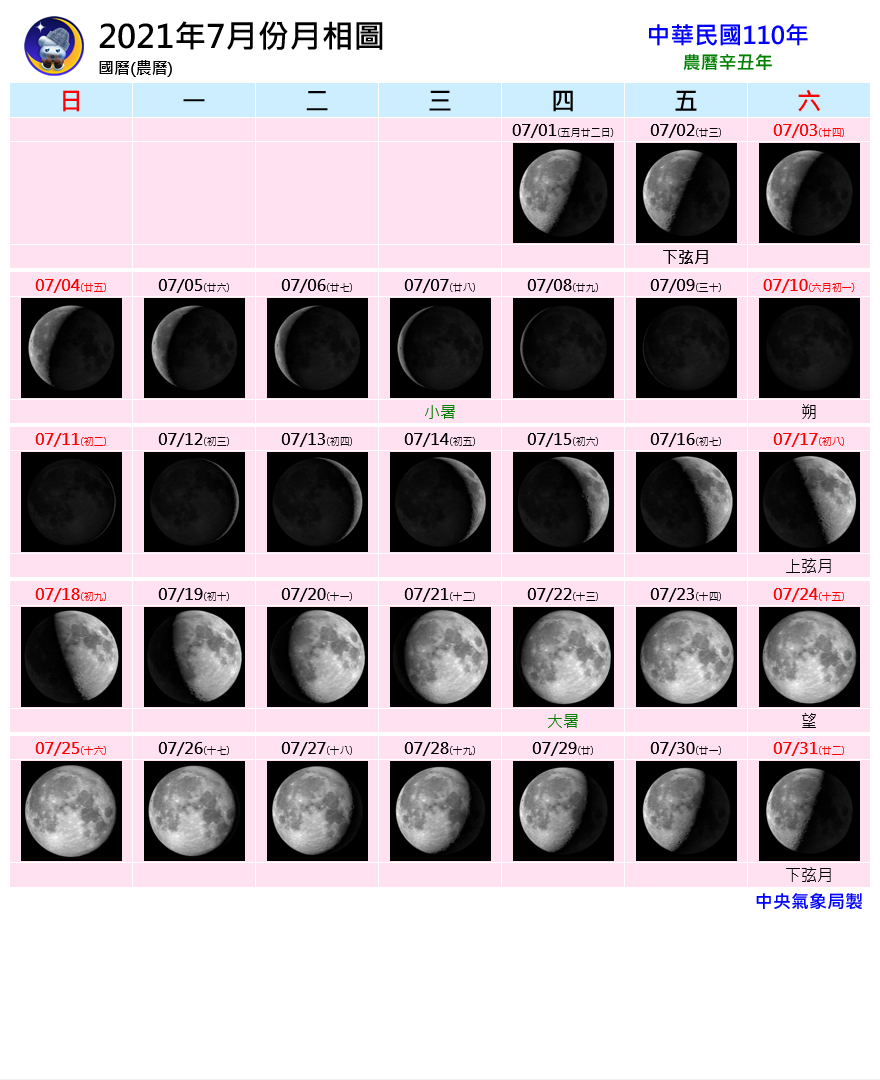 2021年7月份月相圖
國曆(農曆)
中華民國110年
農曆辛丑年
日 一 二 三 四 五 六
07/01(五月廿二日) 07/02(廿三) 07/03(廿四)
下弦月
07/04(廿五) 07/05(廿六) 07/06(廿七) 07/07(廿八) 07/08(廿九) 07/09(三十) 07/10(六月初一)
小暑 朔
07/11(初二) 07/12(初三) 07/13(初四) 07/14(初五) 07/15(初六) 07/16(初七) 07/17(初八)
上弦月
07/18(初九) 07/19(初十) 07/20(十一) 07/21(十二) 07/22(十三) 07/23(十四) 07/24(十五)
大暑 望
07/25(十六) 07/26(十七) 07/27(十八) 07/28(十九) 07/29(廿) 07/30(廿一) 07/31(廿二)
下弦月
中央氣象局製